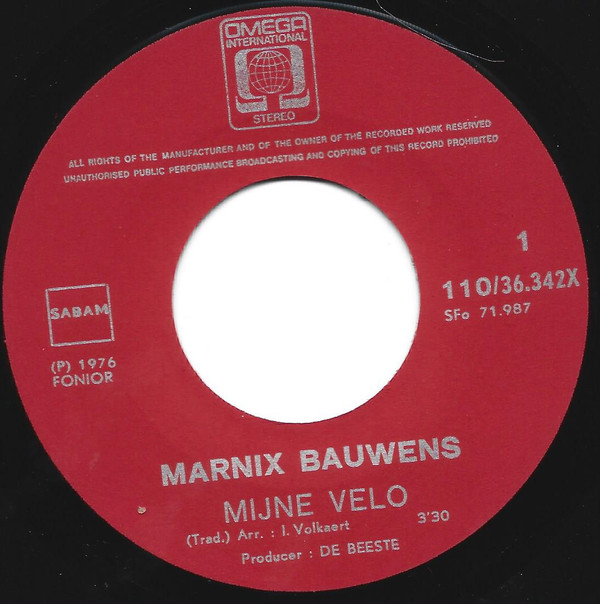 OMEGA
INTERNATIONAL
STEREO
ALL RIGHTS OF THE MANUFACTURER AND OF THE OWNER OF THE RECORDED WORK RESERVED
UNAUTHORISED PUBLIC PERFORMANCE BROADCASTING AND COPYING OF THIS RECORD PROHIBITED
1
110/36.342X
SFo 71.987
SABAM
(P) 1976
FONIOR
MARNIX BAUWENS
MIJNE VELO
(Trad.) Arr. : I. Volkaert 3'30
Producer : DE BEESTE